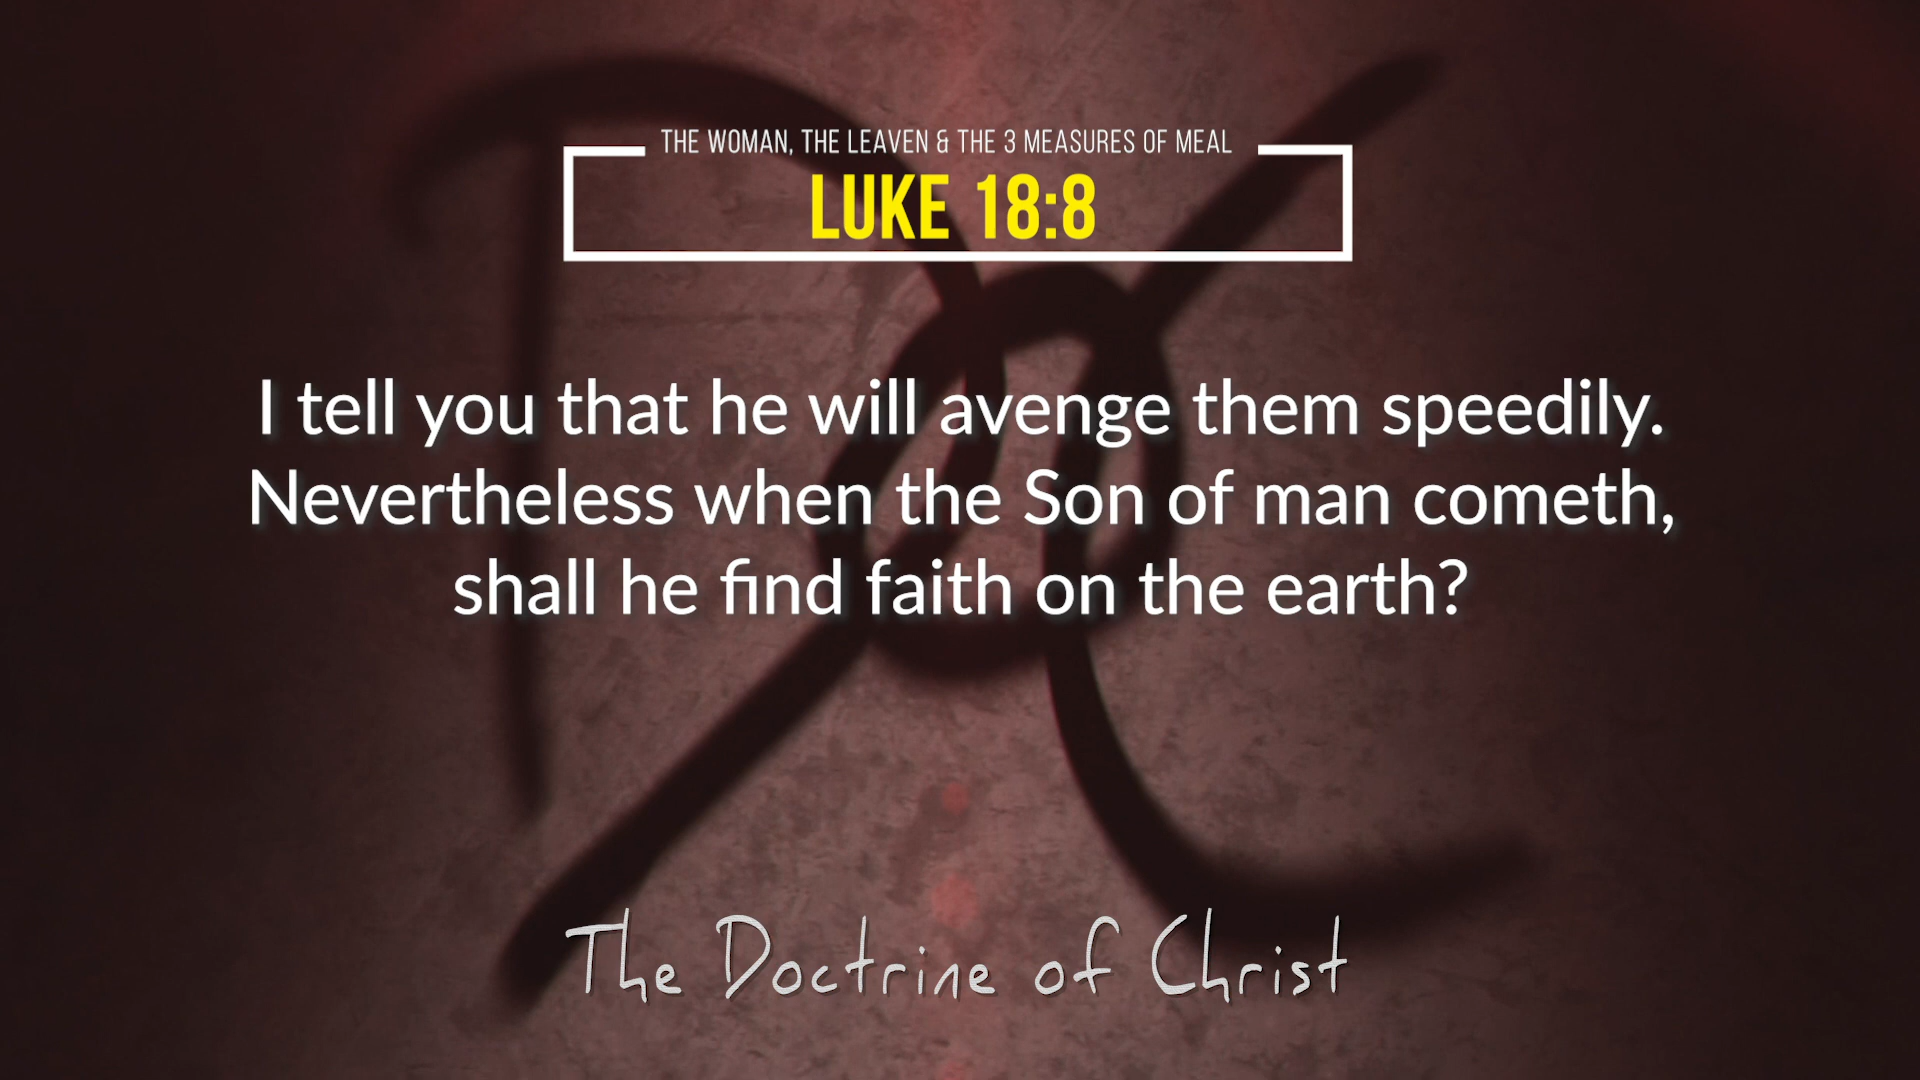 THE WOMAN, THE LEAVEN & THE 3 MEASURES OF MEAL
LUKE 18:8
I tell you that he will avenge them speedily.
Nevertheless when the Son of man cometh,
shall he find faith on the earth?
The Doctrine of Christ